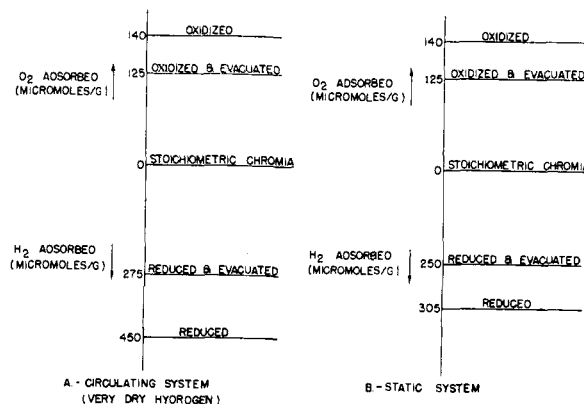 140 OXIDIZED
O2 ADSORBED
(MICROMOLES/G)
125 OXIDIZED & EVACUATED
0 STOICHIOMETRIC CHROMIA
H2 ADSORBED
(MICROMOLES/G)
275 REDUCED & EVACUATED
450 REDUCED
A.- CIRCULATING SYSTEM
(VERY DRY HYDROGEN)
140 OXIDIZED
O2 ADSORBED
(MICROMOLES/G)
125 OXIDIZED & EVACUATED
0 STOICHIOMETRIC CHROMIA
H2 ADSORBED
(MICROMOLES/G)
250 REDUCED & EVACUATED
305 REDUCED
B.- STATIC SYSTEM